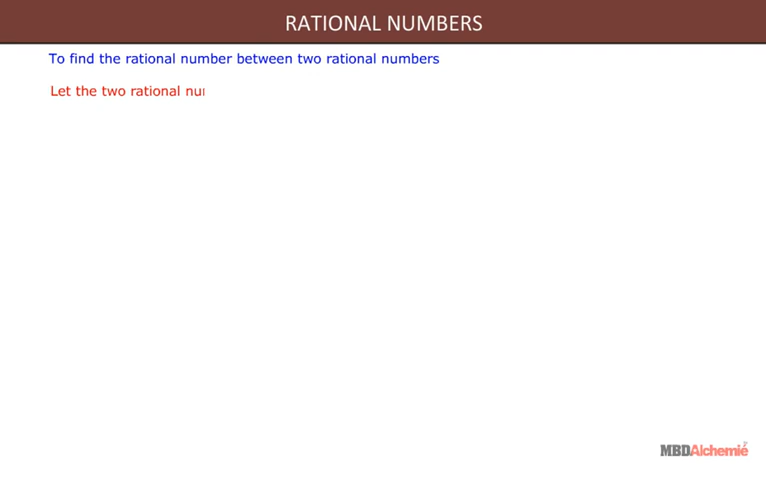 RATIONAL NUMBERS
To find the rational number between two rational numbers
Let the two rational
MBDAlchemie